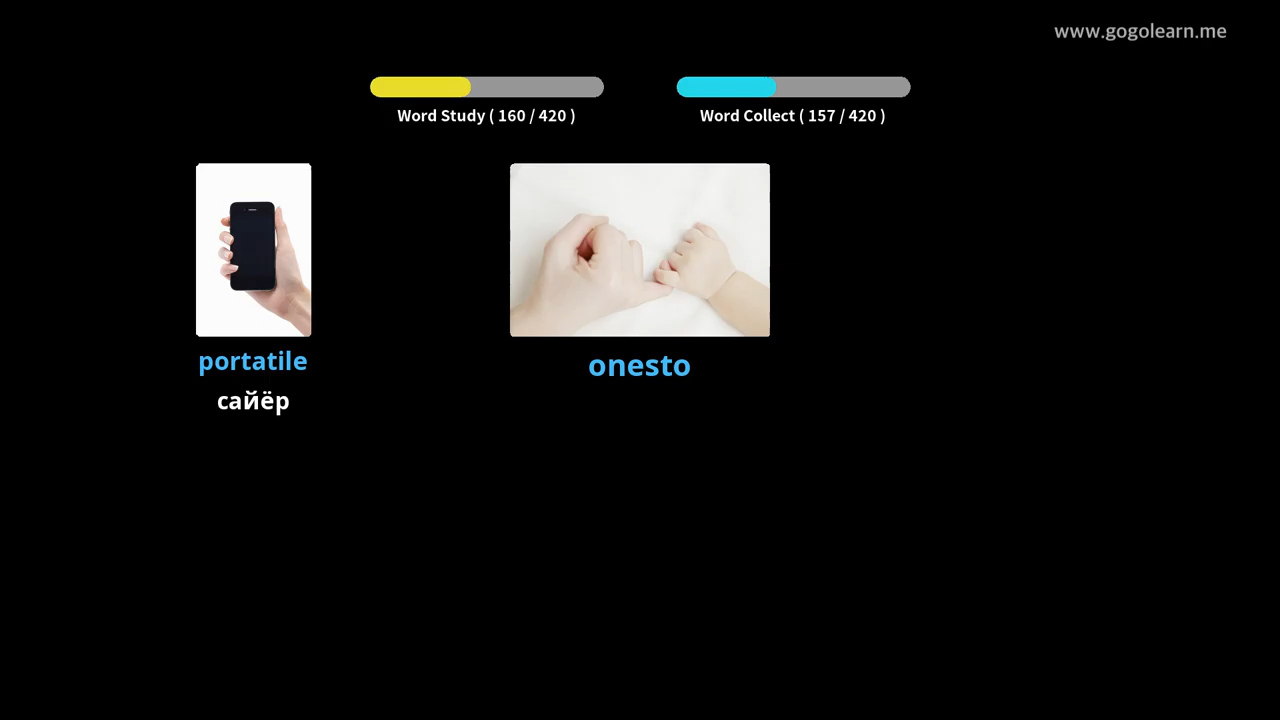 www.gogolearn.me
Word Study ( 160 / 420 )
Word Collect ( 157 / 420 )
portatile
сайёр
onesto